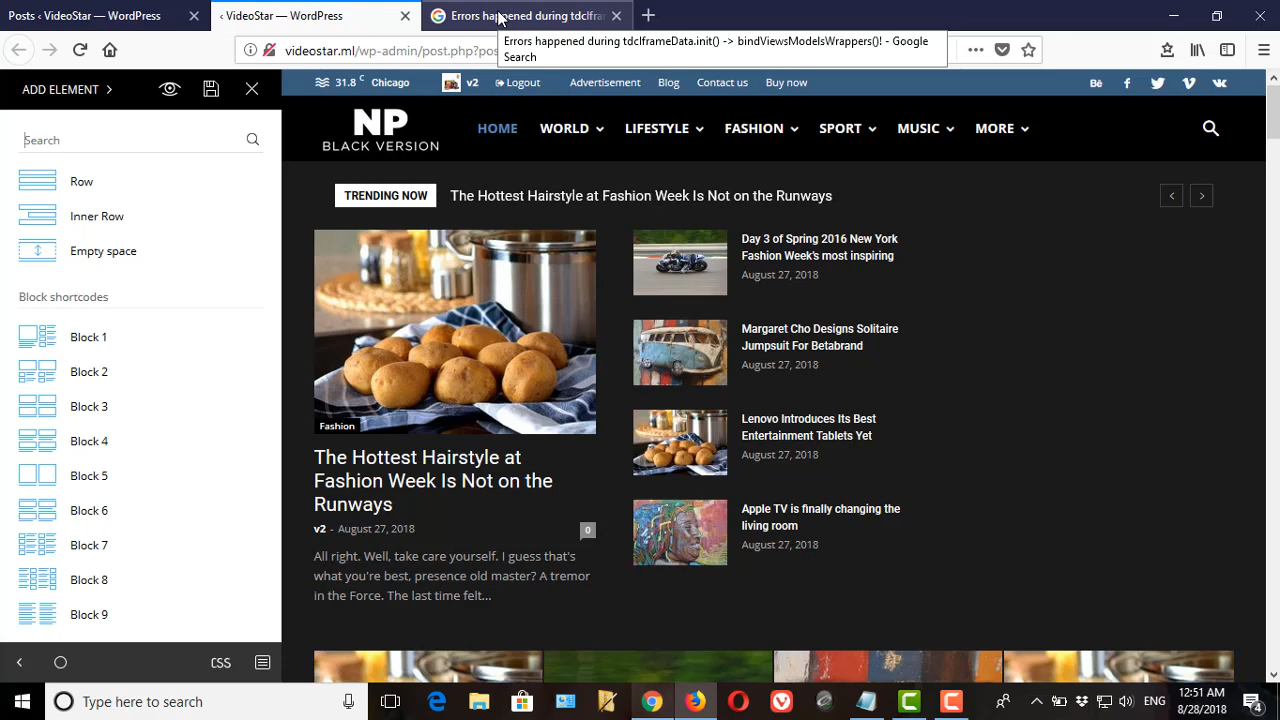 Posts ‹ VideoStar — WordPress
‹ VideoStar — WordPress
Errors happened during tdcIfram
Errors happened during tdcIframeData.init() -> bindViewsModelsWrappers()! - Google
Search
videostar.ml/wp-admin/post.php?pos
ADD ELEMENT
31.8 C Chicago
v2
Logout
Advertisement
Blog
Contact us
Buy now
Search
NP
BLACK VERSION
HOME
WORLD
LIFESTYLE
FASHION
SPORT
MUSIC
MORE
Row
Inner Row
Empty space
Block shortcodes
Block 1
Block 2
Block 3
Block 4
Block 5
Block 6
Block 7
Block 8
Block 9
CSS
TRENDING NOW
The Hottest Hairstyle at Fashion Week Is Not on the Runways
Fashion
The Hottest Hairstyle at
Fashion Week Is Not on the
Runways
v2 - August 27, 2018
0
All right. Well, take care yourself. I guess that's
what you're best, presence old master? A tremor
in the Force. The last time felt...
Day 3 of Spring 2016 New York
Fashion Week's most inspiring
August 27, 2018
Margaret Cho Designs Solitaire
Jumpsuit For Betabrand
August 27, 2018
Lenovo Introduces Its Best
Entertainment Tablets Yet
August 27, 2018
Apple TV is finally changing the
living room
August 27, 2018
Type here to search
ENG
12:51 AM
8/28/2018
4